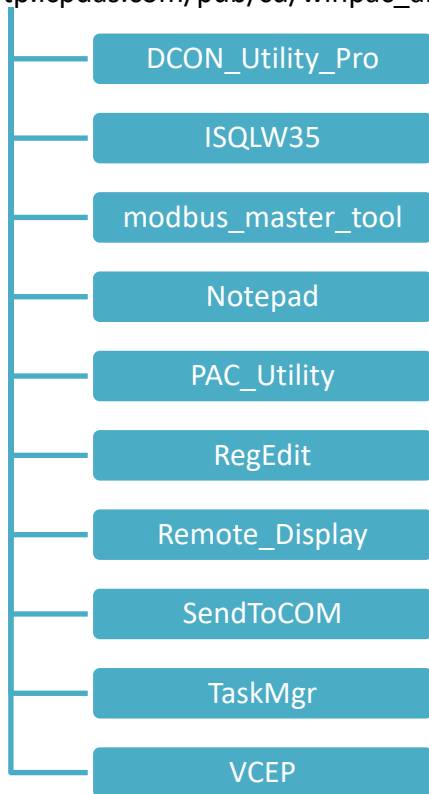 DCON_Utility_Pro
ISQLW35
modbus_master_tool
Notepad
PAC_Utility
RegEdit
Remote_Display
SendToCOM
TaskMgr
VCEP